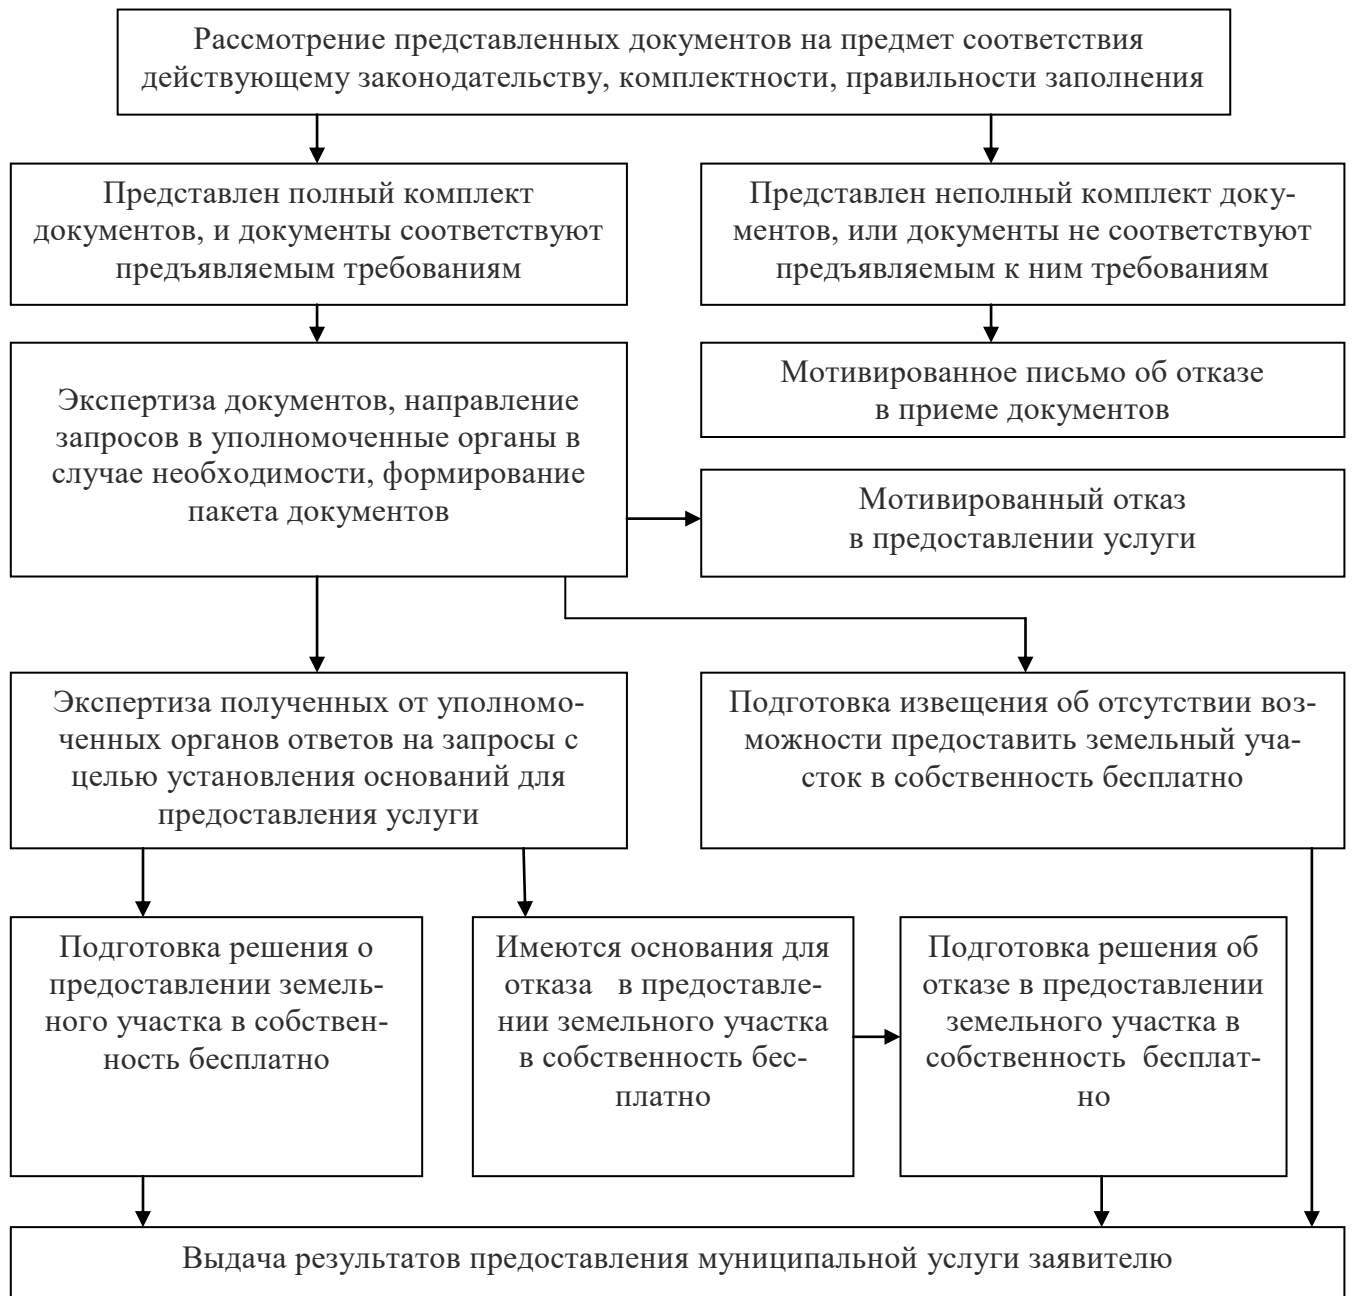 Рассмотрение представленных документов на предмет соответствия
действующему законодательству, комплектности, правильности заполнения
Представлен полный комплект
документов, и документы соответствуют
предъявляемым требованиям
Представлен неполный комплект доку-
ментов, или документы не соответствуют
предъявляемым к ним требованиям
Экспертиза документов, направление
запросов в уполномоченные органы в
случае необходимости, формирование
пакета документов
Мотивированное письмо об отказе
в приеме документов
Мотивированный отказ
в предоставлении услуги
Экспертиза полученных от уполномо-
ченных органов ответов на запросы с
целью установления оснований для
предоставления услуги
Подготовка извещения об отсутствии воз-
можности предоставить земельный уча-
сток в собственность бесплатно
Подготовка решения о
предоставлении земель-
ного участка в собствен-
ность бесплатно
Имеются основания для
отказа   в предоставле-
нии земельного участка
в собственность бес-
платно
Подготовка решения об
отказе в предоставлении
земельного участка в
собственность  бесплат-
но
Выдача результатов предоставления муниципальной услуги заявителю